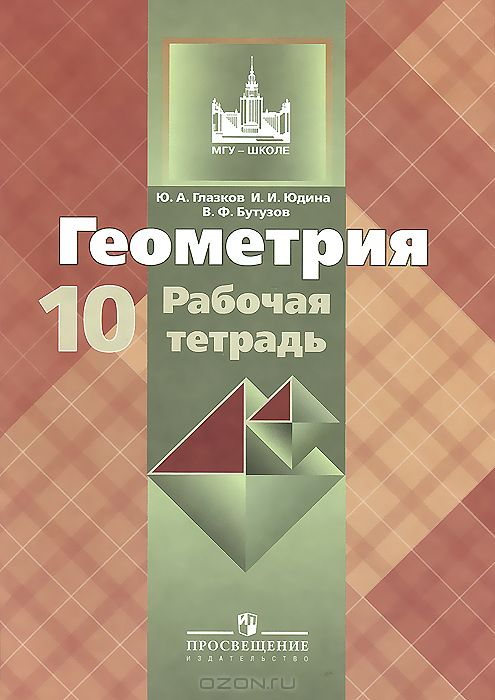 МГУ – ШКОЛЕ
Ю. А. Глазков И. И. Юдина
В. Ф. Бутузов
Геометрия
10 Рабочая
тетрадь
ПРОСВЕЩЕНИЕ
ИЗДАТЕЛЬСТВО
OZON.RU